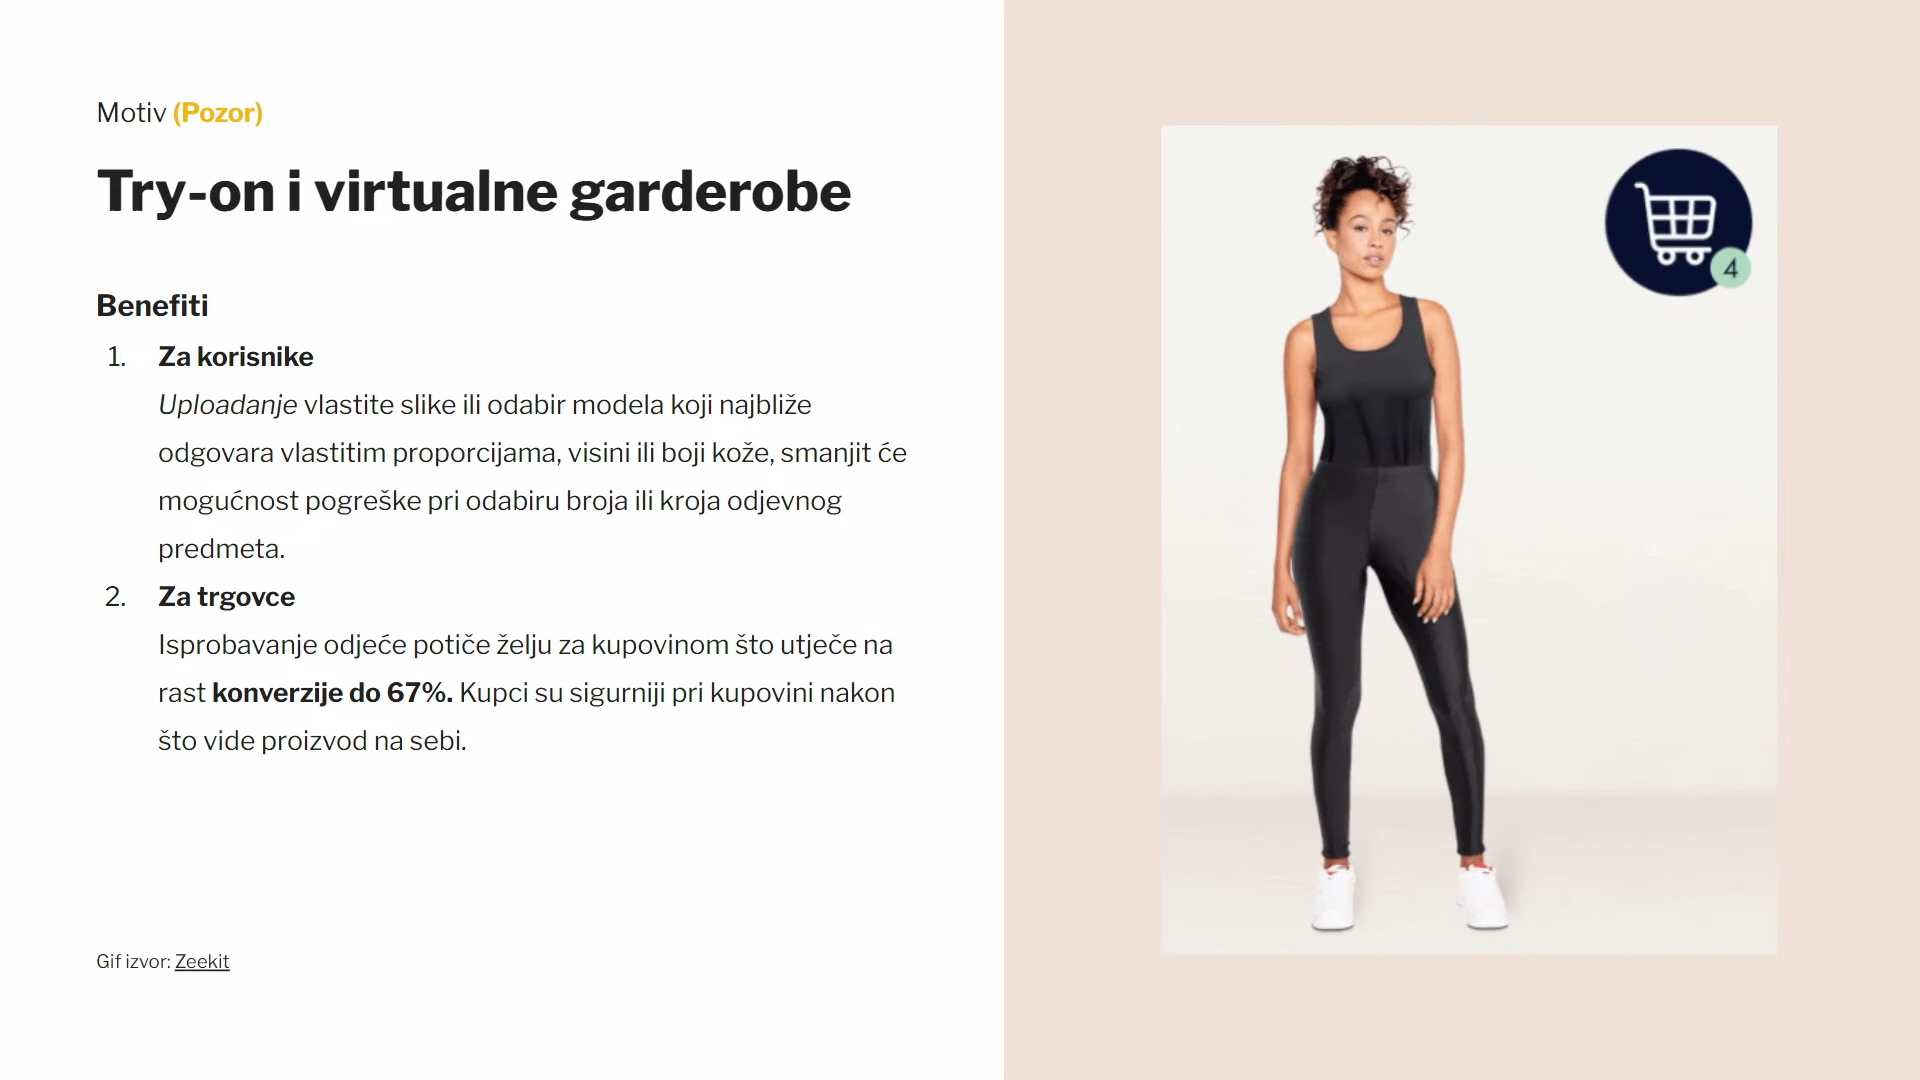 Motiv (Pozor)
Try-on i virtualne garderobe
Benefiti
1. Za korisnike
Uploadanje vlastite slike ili odabir modela koji najbliže
odgovara vlastitim proporcijama, visini ili boji kože, smanjit će
mogućnost pogreške pri odabiru broja ili kroja odjevnog
predmeta.
2. Za trgovce
Isprobavanje odjeće potiče želju za kupovinom što utječe na
rast konverzije do 67%. Kupci su sigurniji pri kupovini nakon
što vide proizvod na sebi.
Gif izvor: Zeekit
4